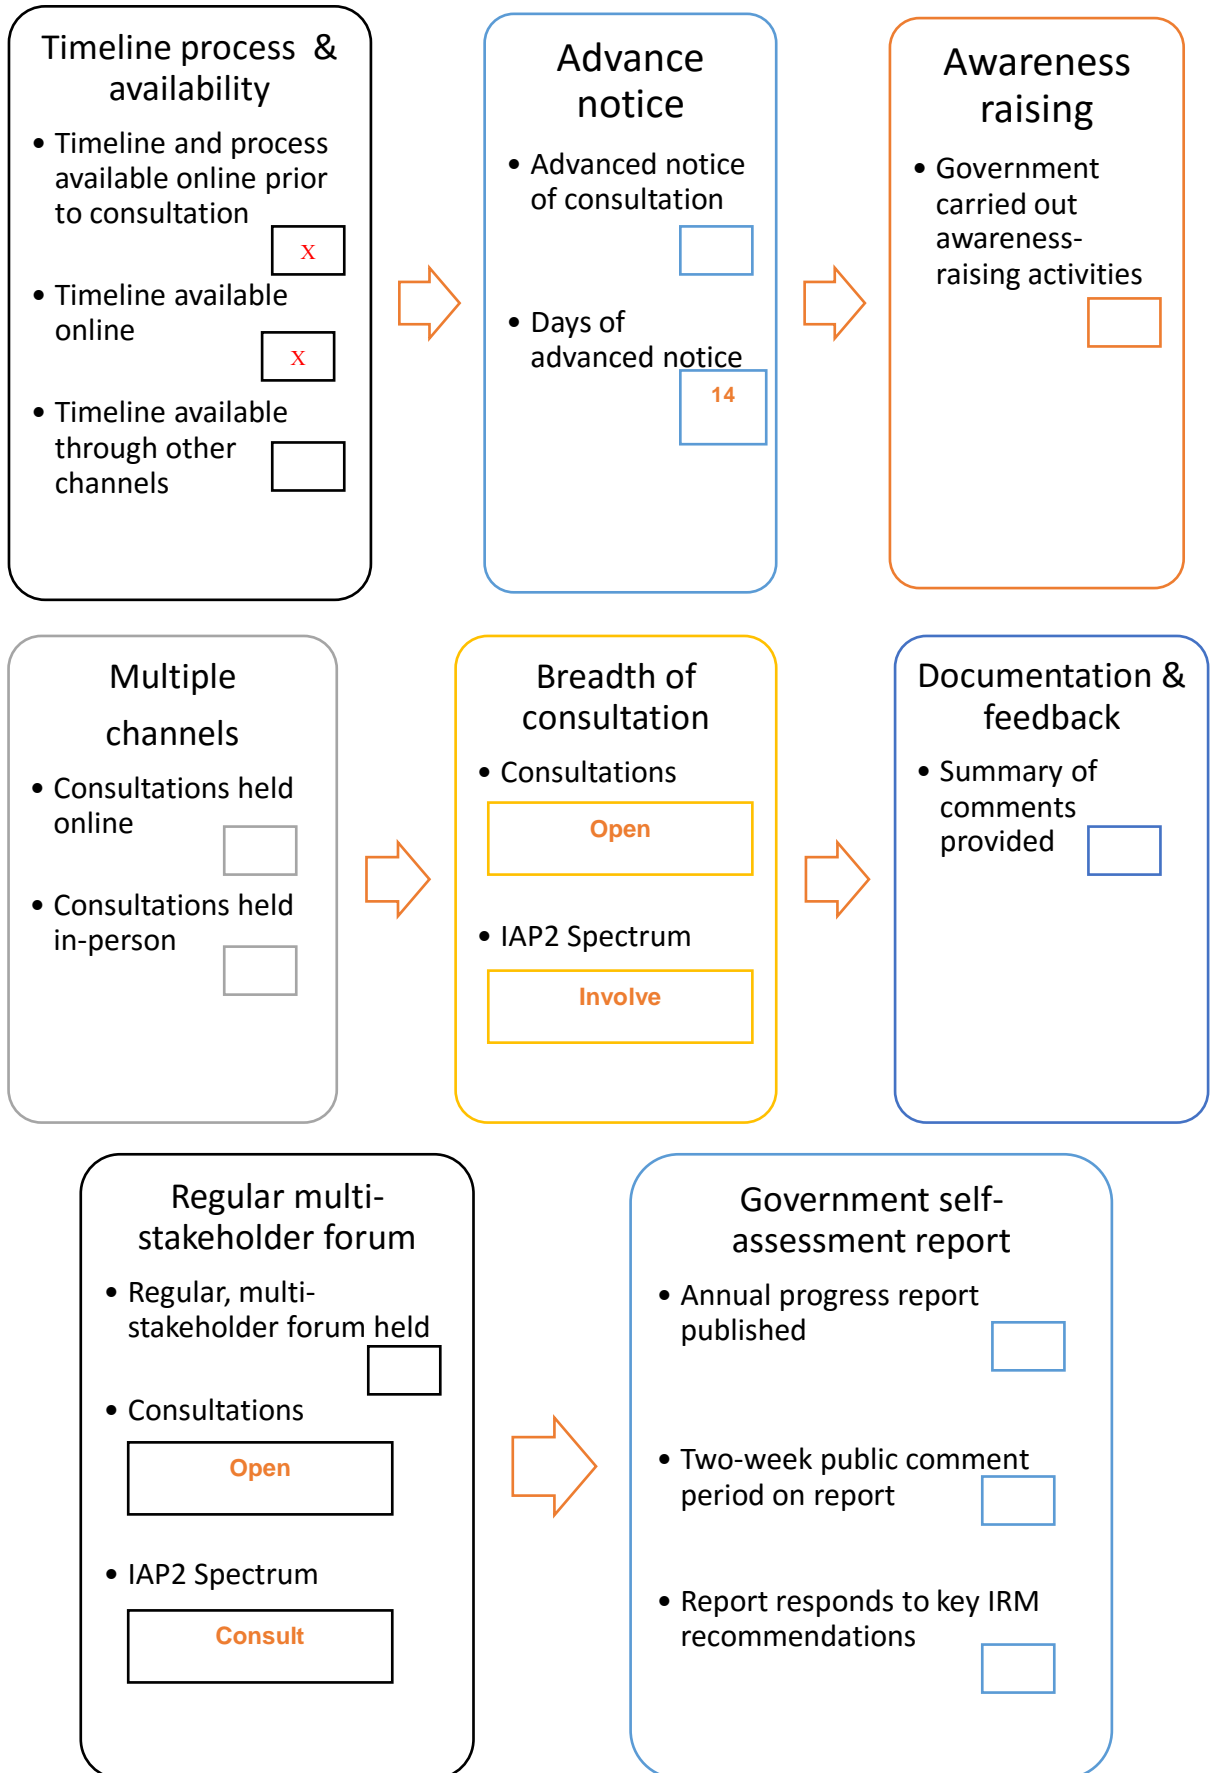 Timeline process  &
availability
• Timeline and process
available online prior
to consultation
X
• Timeline available
online
X
• Timeline available
through other
channels
Advance
notice
• Advanced notice
of consultation
• Days of
advanced notice
14
Awareness
raising
• Government
carried out
awareness-
raising activities
Multiple
channels
• Consultations held
online
• Consultations held
in-person
Breadth of
consultation
• Consultations
Open
• IAP2 Spectrum
Involve
Documentation &
feedback
• Summary of
comments
provided
Regular multi-
stakeholder forum
• Regular, multi-
stakeholder forum held
• Consultations
Open
• IAP2 Spectrum
Consult
Government self-
assessment report
• Annual progress report
published
• Two-week public comment
period on report
• Report responds to key IRM
recommendations